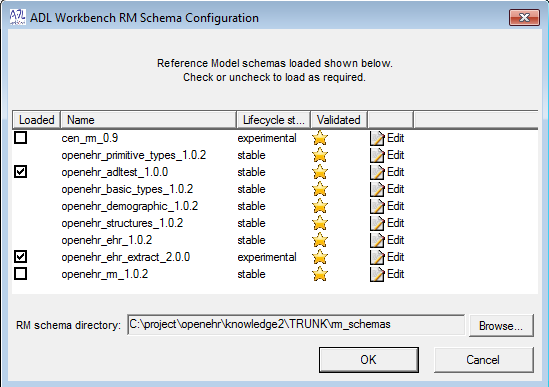 ADL Workbench RM Schema Configuration
Reference Model schemas loaded shown below.
Check or uncheck to load as required.
Loaded Name Lifecycle st... Validated
cen_rm_0.9 experimental Edit
openehr_primitive_types_1.0.2 stable Edit
openehr_adltest_1.0.0 stable Edit
openehr_basic_types_1.0.2 stable Edit
openehr_demographic_1.0.2 stable Edit
openehr_structures_1.0.2 stable Edit
openehr_ehr_1.0.2 stable Edit
openehr_ehr_extract_2.0.0 experimental Edit
openehr_rm_1.0.2 stable Edit
RM schema directory: C:\project\openehr\knowledge2\TRUNK\rm_schemas Browse...
OK Cancel